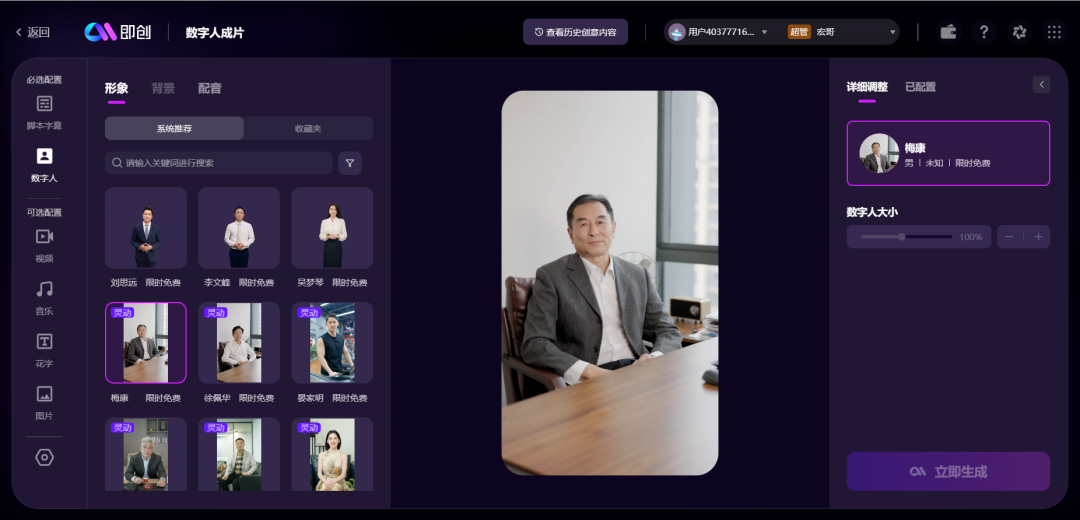 返回
即创
数字人成片
查看历史创意内容
用户40377716...
超管 宏哥
必选配置
脚本字幕
数字人
可选配置
视频
音乐
花字
图片
形象 背景 配音
系统推荐 收藏夹
请输入关键词进行搜索
刘思远 限时免费
李文峰 限时免费
吴梦琴 限时免费
灵动
灵动
灵动
梅康 限时免费
徐佩华 限时免费
晏家明 限时免费
灵动
灵动
灵动
详细调整 已配置
梅康
男 | 未知 | 限时免费
数字人大小
100%
立即生成